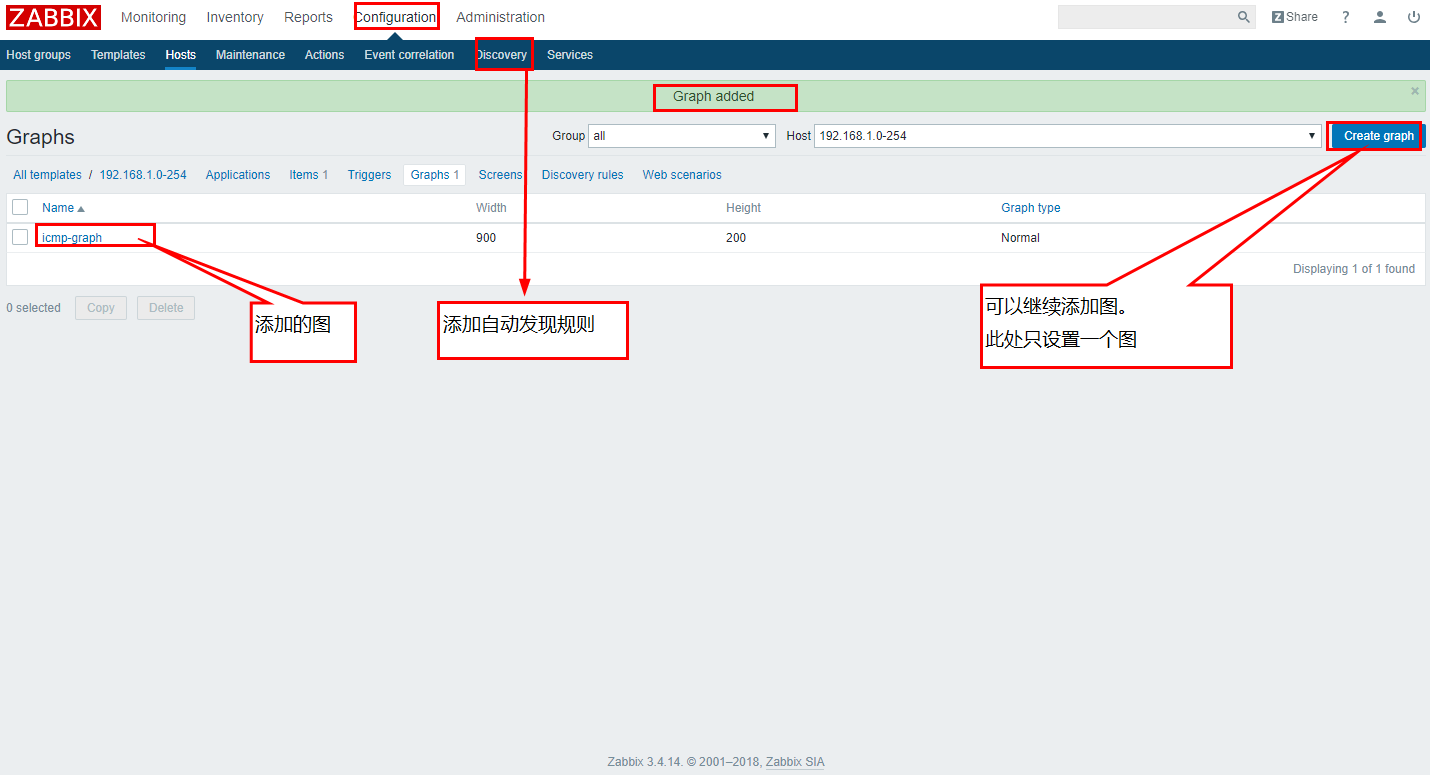 ZABBIX Monitoring Inventory Reports Configuration Administration Z Share ?
Host groups Templates Hosts Maintenance Actions Event correlation Discovery Services
Graph added
Graphs Group all Host 192.168.1.0-254 Create graph
All templates / 192.168.1.0-254 Applications Items 1 Triggers Graphs 1 Screens Discovery rules Web scenarios
Name Width Height Graph type
icmp-graph 900 200 Normal
Displaying 1 of 1 found
0 selected Copy Delete
添加的图
添加自动发现规则
可以继续添加图。
此处只设置一个图
Zabbix 3.4.14. © 2001–2018, Zabbix SIA